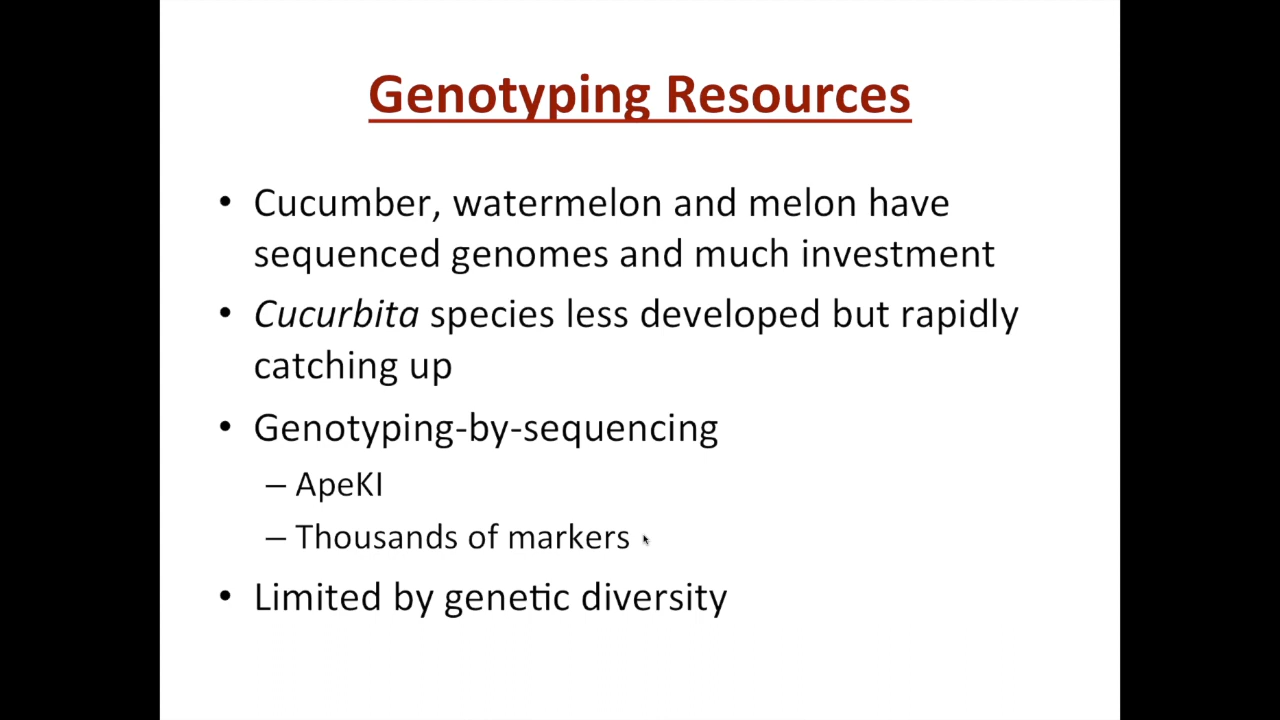 Genotyping Resources
• Cucumber, watermelon and melon have
sequenced genomes and much investment
• Cucurbita species less developed but rapidly
catching up
• Genotyping-by-sequencing
– ApeKI
– Thousands of markers
• Limited by genetic diversity